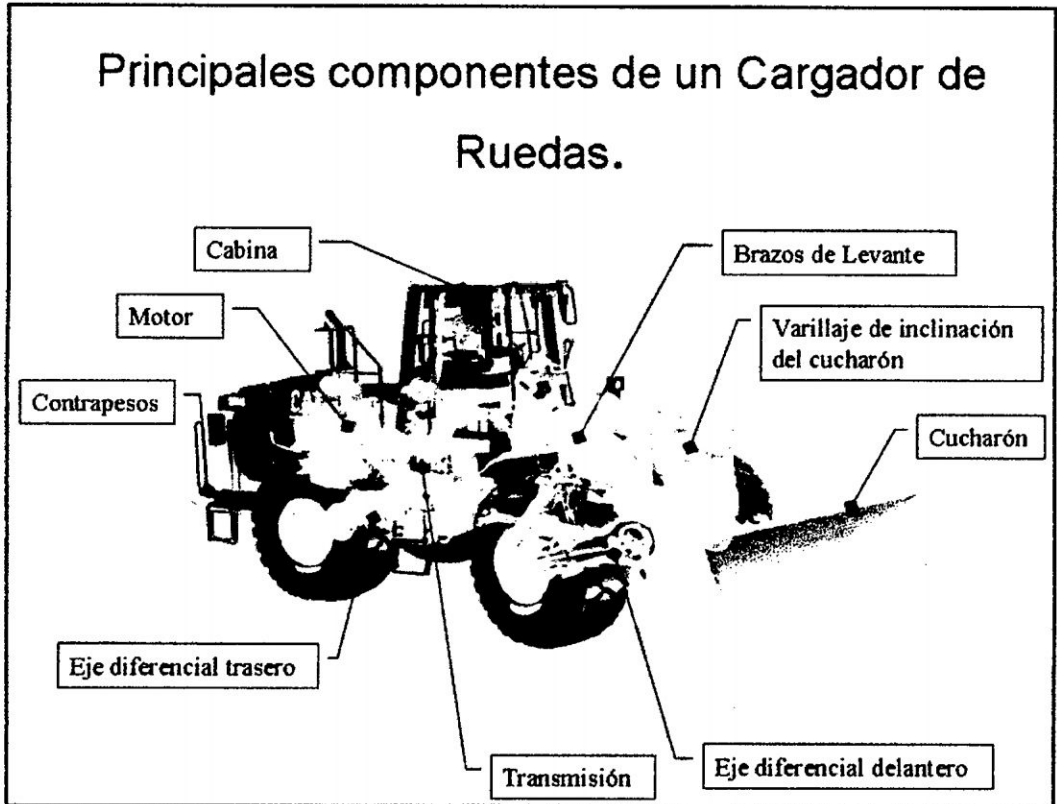 Principales componentes de un Cargador de
Ruedas.
Cabina
Brazos de Levante
Motor
Varillaje de inclinación
del cucharón
Contrapesos
Cucharón
Eje diferencial trasero
Transmisión
Eje diferencial delantero